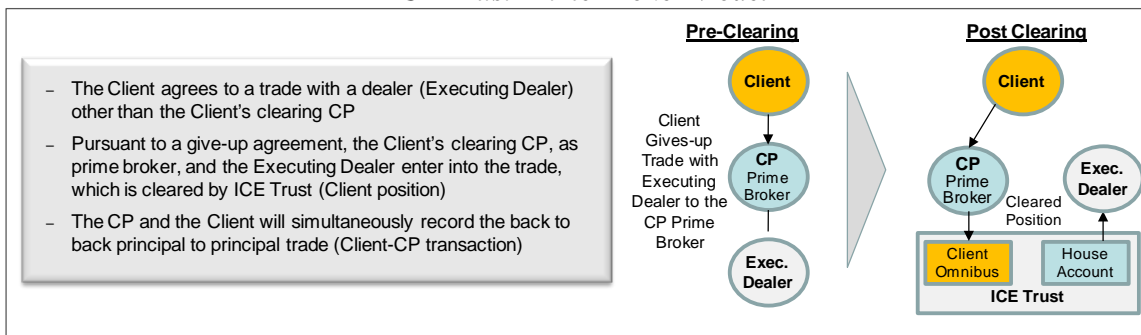 – The Client agrees to a trade with a dealer (Executing Dealer)
other than the Client's clearing CP
– Pursuant to a give-up agreement, the Client's clearing CP, as
prime broker, and the Executing Dealer enter into the trade,
which is cleared by ICE Trust (Client position)
– The CP and the Client will simultaneously record the back to
back principal to principal trade (Client-CP transaction)
Pre-Clearing
Client
Client
Gives-up
Trade with
Executing
Dealer to the
CP Prime
Broker
CP
Prime
Broker
Exec.
Dealer
Post Clearing
Client
CP
Prime
Broker
Cleared
Position
Exec.
Dealer
Client
Omnibus
House
Account
ICE Trust